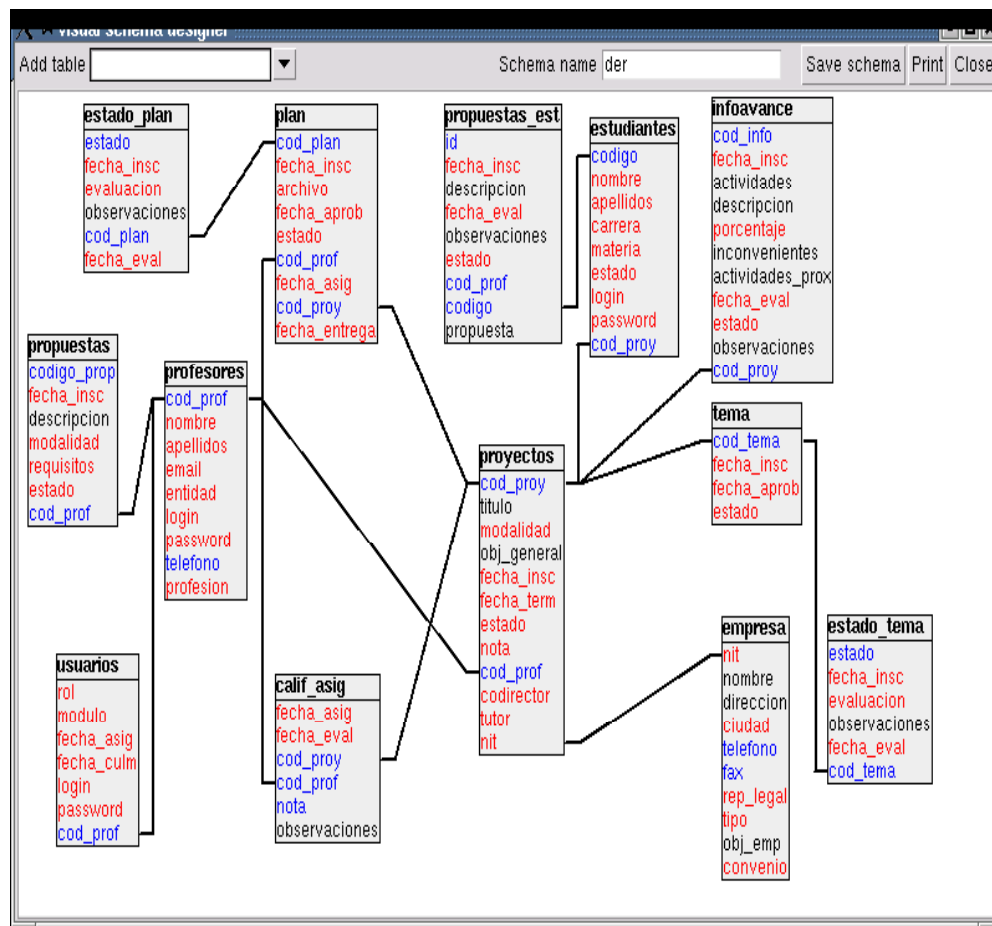 visual schema designer
Add table
Schema name der
Save schema Print Close
estado_plan
estado
fecha_insc
evaluacion
observaciones
cod_plan
fecha_eval
plan
cod_plan
fecha_insc
archivo
fecha_aprob
estado
cod_prof
fecha_asig
cod_proy
fecha_entrega
propuestas_est
id
fecha_insc
descripcion
fecha_eval
observaciones
estado
cod_prof
codigo
propuesta
estudiantes
codigo
nombre
apellidos
carrera
materia
estado
login
password
cod_proy
infoavance
cod_info
fecha_insc
actividades
descripcion
porcentaje
inconvenientes
actividades_prox
fecha_eval
estado
observaciones
cod_proy
propuestas
codigo_prop
fecha_insc
descripcion
modalidad
requisitos
estado
cod_prof
profesores
cod_prof
nombre
apellidos
email
entidad
login
password
telefono
profesion
proyectos
cod_proy
titulo
modalidad
obj_general
fecha_insc
fecha_term
estado
nota
cod_prof
codirector
tutor
nit
tema
cod_tema
fecha_insc
fecha_aprob
estado
usuarios
rol
modulo
fecha_asig
fecha_culm
login
password
cod_prof
calif_asig
fecha_asig
fecha_eval
cod_proy
cod_prof
nota
observaciones
empresa
nit
nombre
direccion
ciudad
telefono
fax
rep_legal
tipo
obj_emp
convenio
estado_tema
estado
fecha_insc
evaluacion
observaciones
fecha_eval
cod_tema